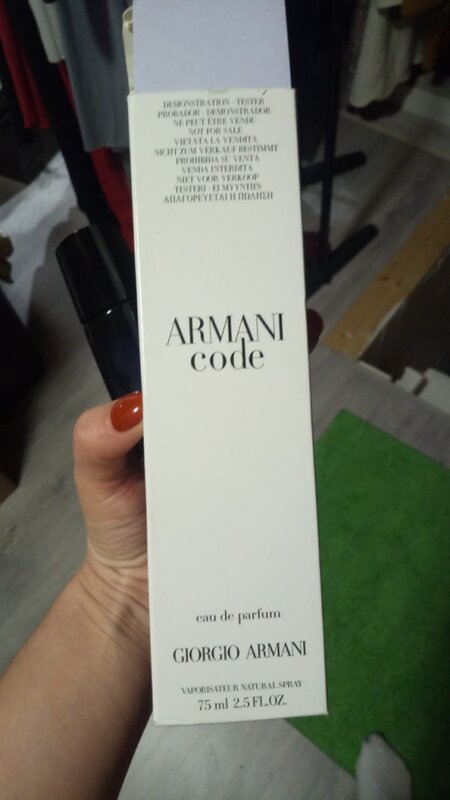 DEMONSTRATION - TESTER
PROBADOR - DEMONSTRADOR
NE PEUT ÊTRE VENDU
NOT FOR SALE
VIETATA LA VENDITA
NICHT ZUM VERKAUF BESTIMMT
PROHIBIDA SU VENTA
VENDA INTERDITA
NIET VOOR VERKOOP
TESTERI - EI MYYNTIIN
ΑΠΑΓΟΡΕΥΕΤΑΙ Η ΠΩΛΗΣΗ
ARMANI
code
eau de parfum
GIORGIO ARMANI
VAPORISATEUR NATURAL SPRAY
75 ml 2.5 FL.OZ.